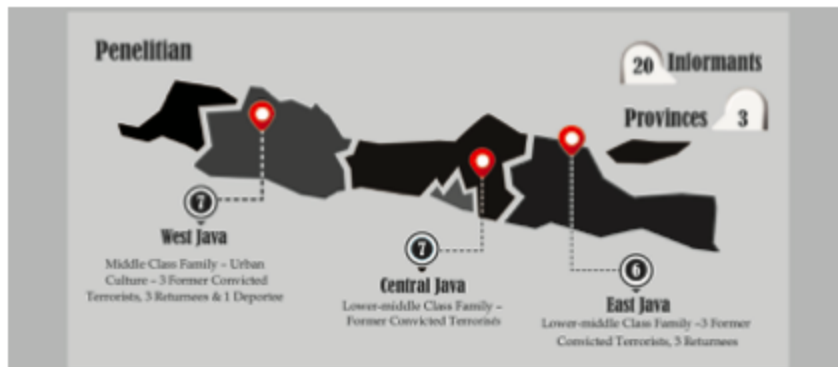 Penelitian
20 Informants
Provinces 3
7
West Java
Middle Class Family – Urban
Culture – 3 Former Convicted
Terrorists, 3 Returnees & 1 Deportee
7
Central Java
Lower-middle Class Family –
Former Convicted Terrorists
6
East Java
Lower-middle Class Family –3 Former
Convicted Terrorists, 3 Returnees